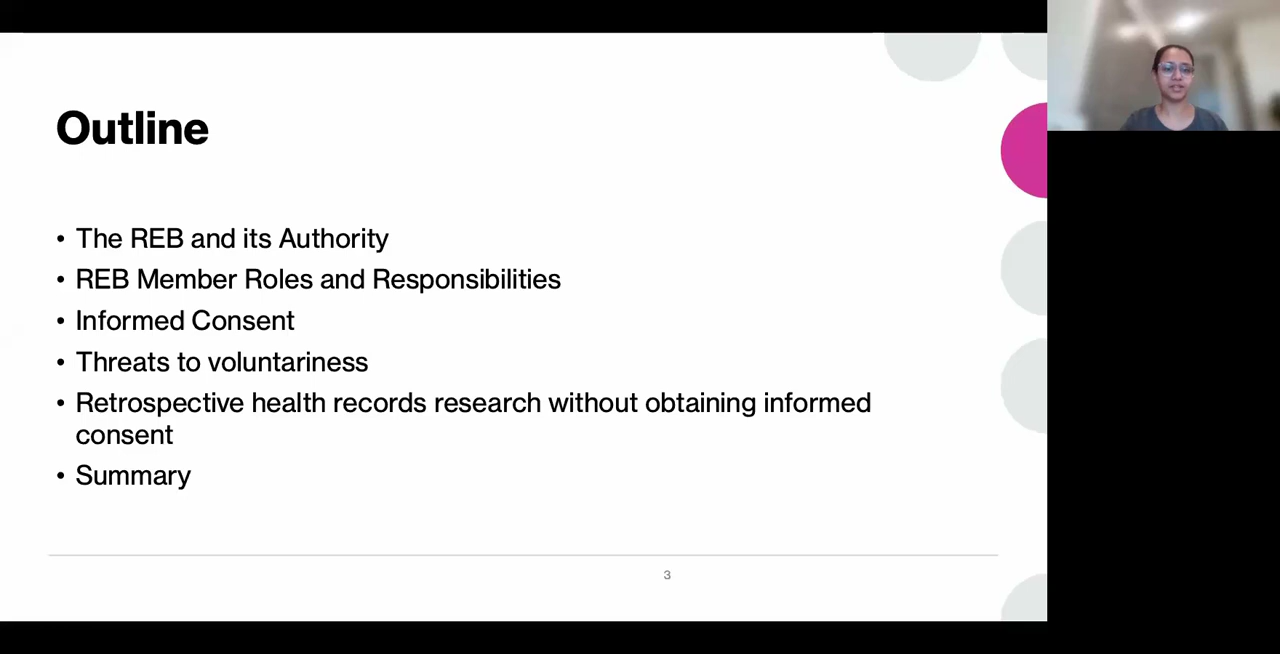 Outline
• The REB and its Authority
• REB Member Roles and Responsibilities
• Informed Consent
• Threats to voluntariness
• Retrospective health records research without obtaining informed
consent
• Summary
3